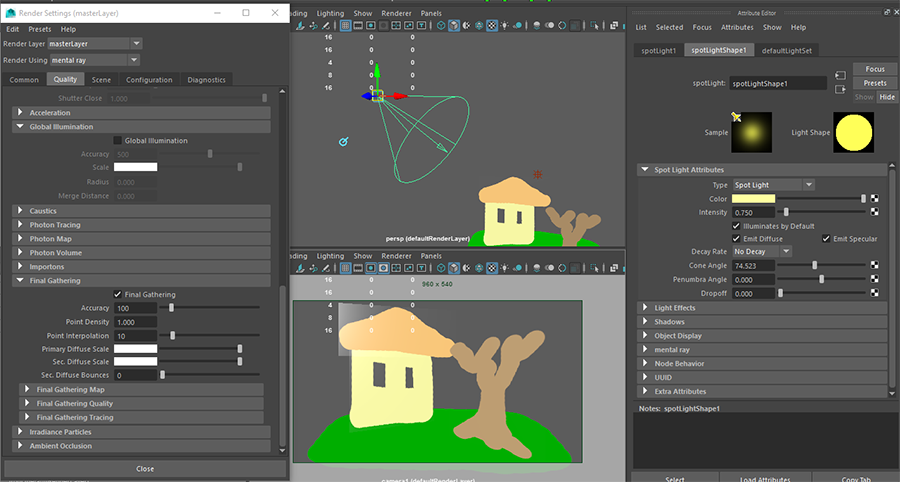 Render Settings (masterLayer)
Edit Presets Help
Render Layer masterLayer
Render Using mental ray
Common Quality Scene Configuration Diagnostics
Shutter Close 1.000
Acceleration
Global Illumination
Global Illumination
Accuracy 500
Scale
Radius 0.000
Merge Distance 0.000
Caustics
Photon Tracing
Photon Map
Photon Volume
Importons
Final Gathering
Final Gathering
Accuracy 100
Point Density 1.000
Point Interpolation 10
Primary Diffuse Scale
Sec. Diffuse Scale
Sec. Diffuse Bounces 0
Final Gathering Map
Final Gathering Quality
Final Gathering Tracing
Irradiance Particles
Ambient Occlusion
Close
Shading Lighting Show Renderer Panels
16 0 0
4 0 0
8 0 0
8 0 0
16 0 0
persp (defaultRenderLayer)
Shading Lighting Show Renderer Panels
960 x 540
16 0 0
4 0 0
8 0 0
16 0 0
camera1 (defaultRenderLayer)
Attribute Editor
List Selected Focus Attributes Show Help
spotLight1 spotLightShape1 defaultLightSet
spotLight: spotLightShape1
Focus
Presets
Show Hide
Sample
Light Shape
Spot Light Attributes
Type Spot Light
Color
Intensity 0.750
Illuminates by Default
Emit Diffuse Emit Specular
Decay Rate No Decay
Cone Angle 74.523
Penumbra Angle 0.000
Dropoff 0.000
Light Effects
Shadows
Object Display
mental ray
Node Behavior
UUID
Extra Attributes
Notes: spotLightShape1
Select Load Attributes Copy Tab